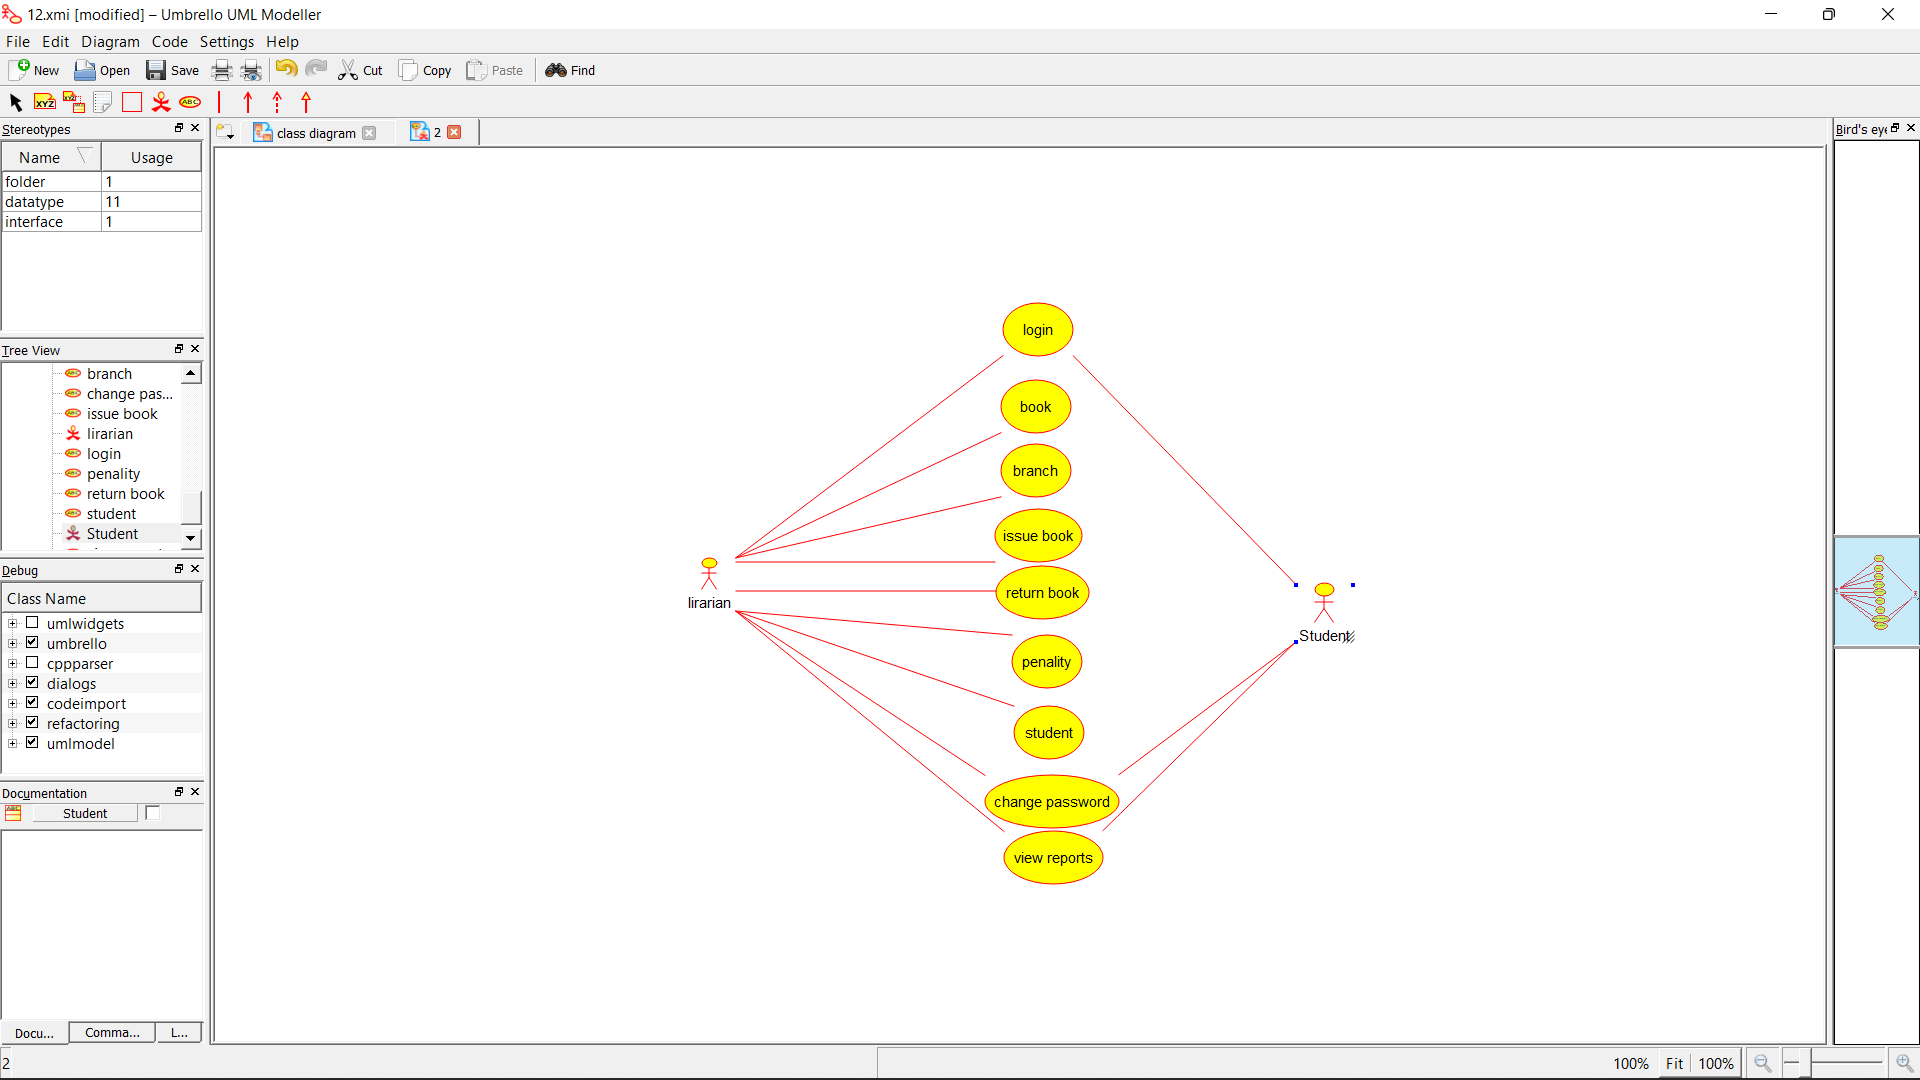 12.xmi [modified] – Umbrello UML Modeller
File Edit Diagram Code Settings Help
New Open Save Cut Copy Paste Find
XYZ XYZ ABC
Stereotypes
Name Usage
folder 1
datatype 11
interface 1
Tree View
branch
change pas...
issue book
lirarian
login
penality
return book
student
Student
Debug
Class Name
umlwidgets
umbrello
cppparser
dialogs
codeimport
refactoring
umlmodel
Documentation
Student
Docu... Comma... L...
2
class diagram 2
login
book
branch
issue book
return book
penality
student
change password
view reports
lirarian
Student
Bird's eye
100% Fit 100%